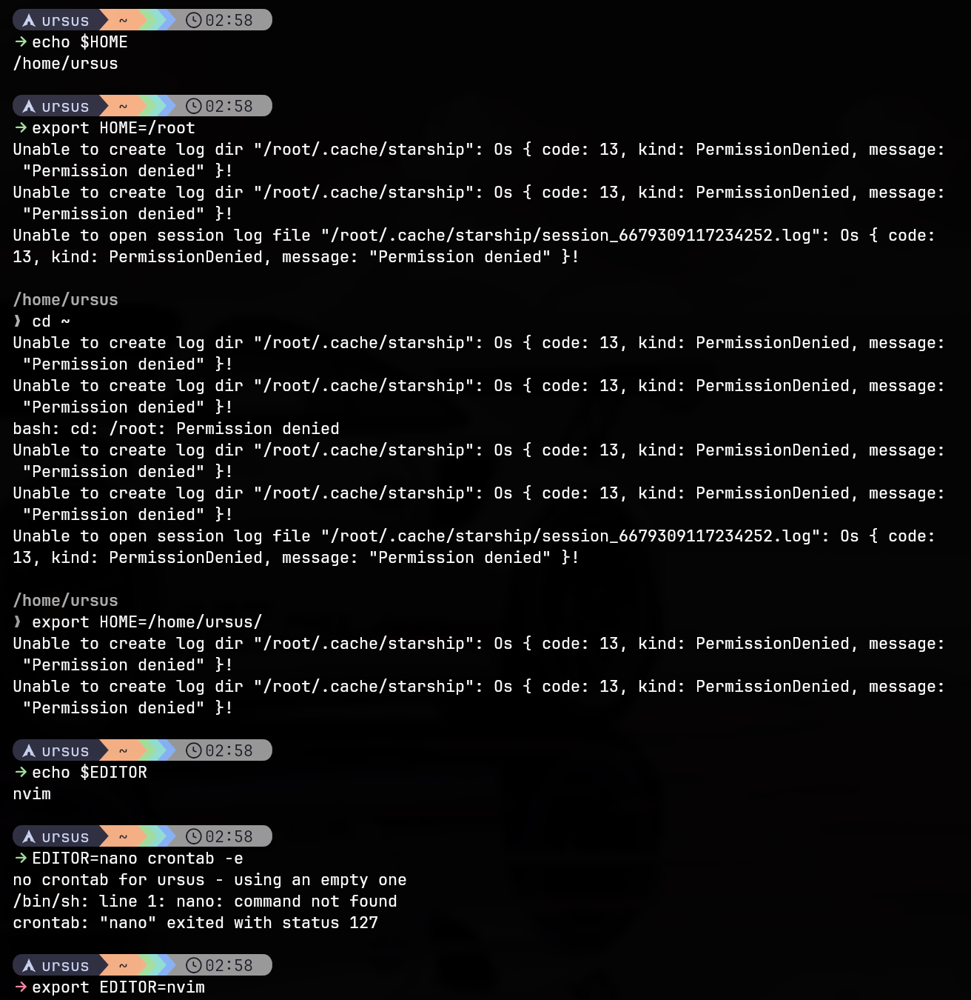 ursus ~ 02:58
→ echo $HOME
/home/ursus
ursus ~ 02:58
→ export HOME=/root
Unable to create log dir "/root/.cache/starship": Os { code: 13, kind: PermissionDenied, message:
"Permission denied" }!
Unable to create log dir "/root/.cache/starship": Os { code: 13, kind: PermissionDenied, message:
"Permission denied" }!
Unable to open session log file "/root/.cache/starship/session_6679309117234252.log": Os { code:
13, kind: PermissionDenied, message: "Permission denied" }!
/home/ursus
❫ cd ~
Unable to create log dir "/root/.cache/starship": Os { code: 13, kind: PermissionDenied, message:
"Permission denied" }!
Unable to create log dir "/root/.cache/starship": Os { code: 13, kind: PermissionDenied, message:
"Permission denied" }!
bash: cd: /root: Permission denied
Unable to create log dir "/root/.cache/starship": Os { code: 13, kind: PermissionDenied, message:
"Permission denied" }!
Unable to create log dir "/root/.cache/starship": Os { code: 13, kind: PermissionDenied, message:
"Permission denied" }!
Unable to open session log file "/root/.cache/starship/session_6679309117234252.log": Os { code:
13, kind: PermissionDenied, message: "Permission denied" }!
/home/ursus
❫ export HOME=/home/ursus/
Unable to create log dir "/root/.cache/starship": Os { code: 13, kind: PermissionDenied, message:
"Permission denied" }!
Unable to create log dir "/root/.cache/starship": Os { code: 13, kind: PermissionDenied, message:
"Permission denied" }!
ursus ~ 02:58
→ echo $EDITOR
nvim
ursus ~ 02:58
→ EDITOR=nano crontab -e
no crontab for ursus - using an empty one
/bin/sh: line 1: nano: command not found
crontab: "nano" exited with status 127
ursus ~ 02:58
→ export EDITOR=nvim